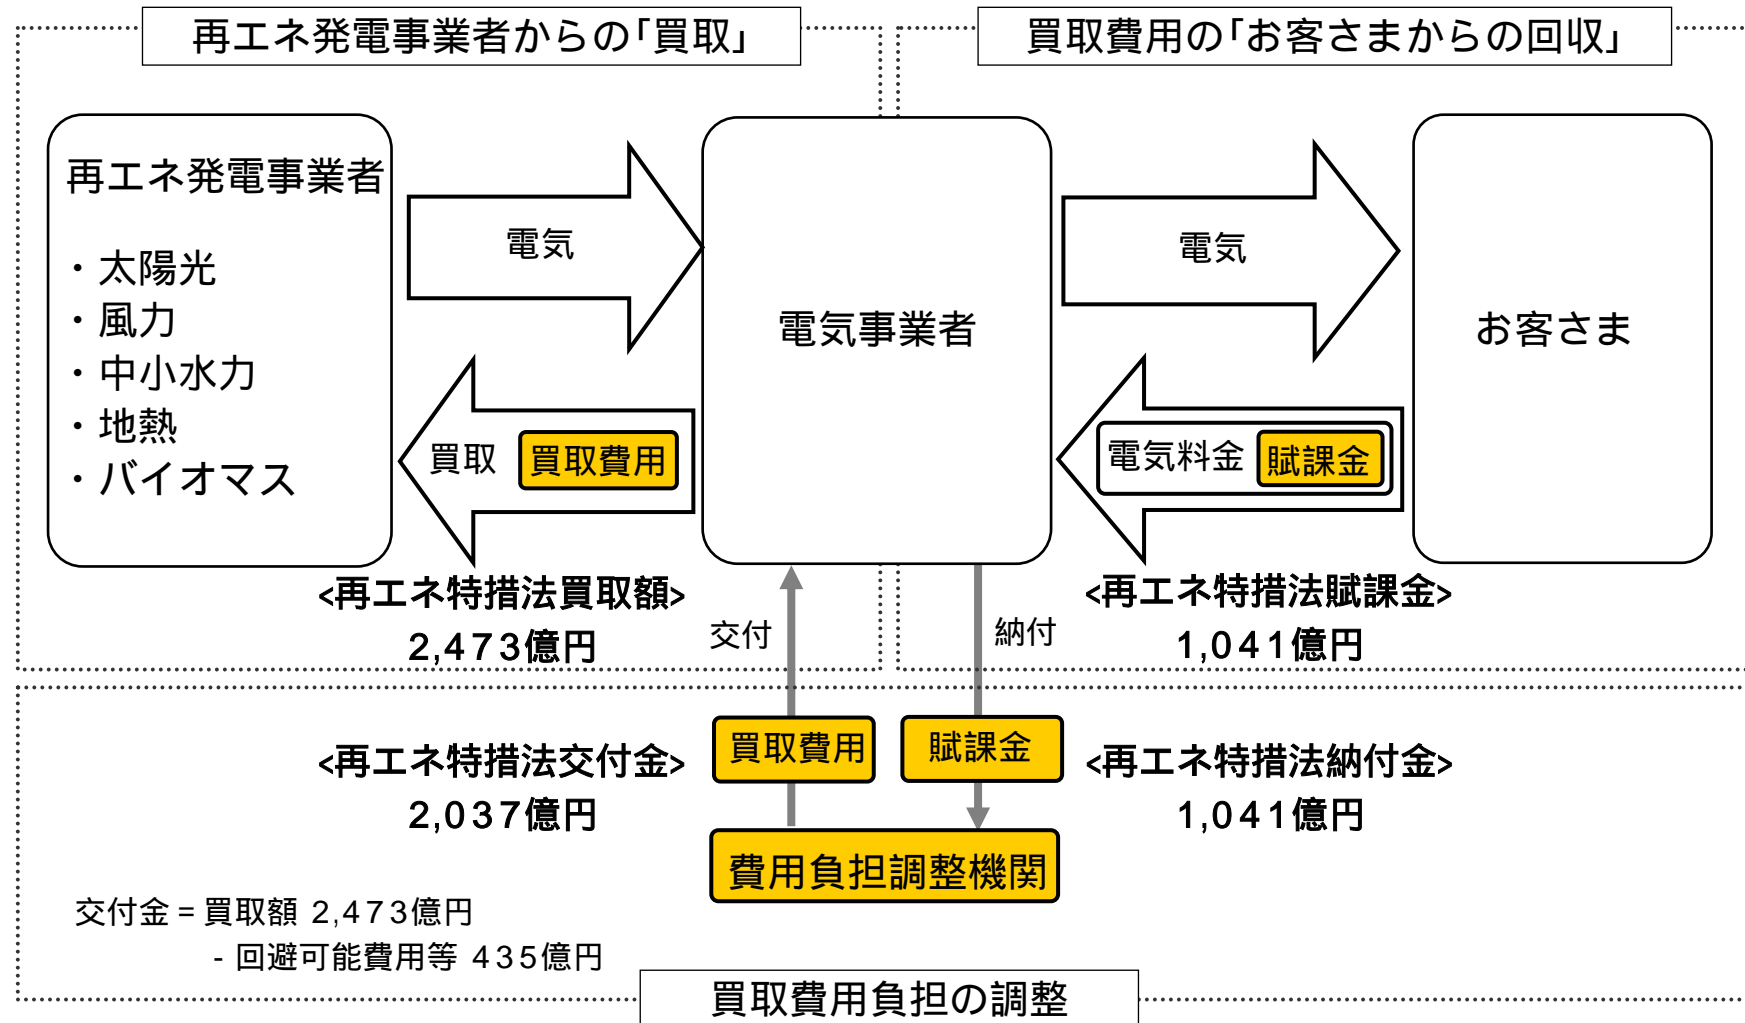 再エネ発電事業者からの「買取」
買取費用の「お客さまからの回収」
再エネ発電事業者
・太陽光
・風力
・中小水力
・地熱
・バイオマス
電気
買取 買取費用
電気事業者
電気
電気料金 賦課金
お客さま
<再エネ特措法買取額>
2,473億円
交付
納付
<再エネ特措法賦課金>
1,041億円
<再エネ特措法交付金>
2,037億円
買取費用
賦課金
<再エネ特措法納付金>
1,041億円
費用負担調整機関
交付金=買取額 2,473億円
- 回避可能費用等 435億円
買取費用負担の調整